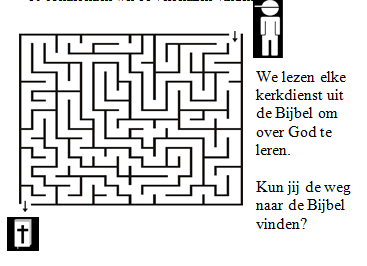 We lezen elke
kerkdienst uit
de Bijbel om
over God te
leren.
Kun jij de weg
naar de Bijbel
vinden?